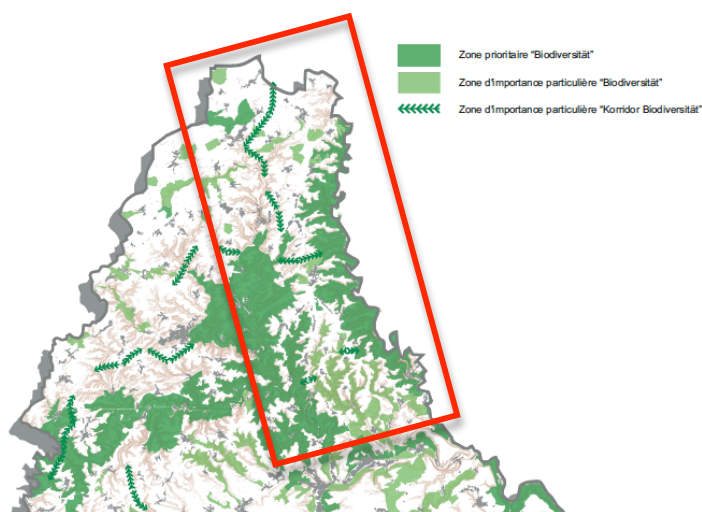 Zone prioritaire "Biodiversität"
Zone d'importance particulière "Biodiversität"
Zone d'importance particulière "Korridor Biodiversität"